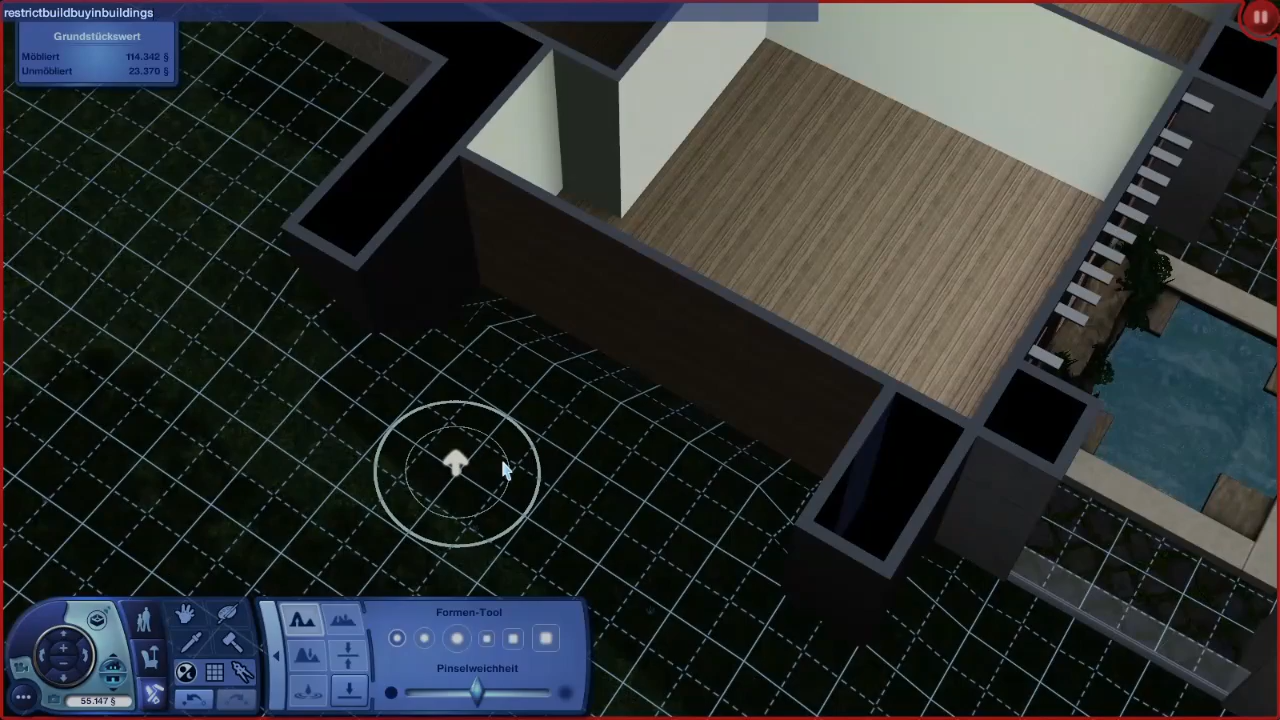 restrictbuildbuyinbuildings
Grundstückswert
Möbliert 114.342 §
Unmöbliert 23.370 §
Formen-Tool
Pinselweichheit
55.147 §